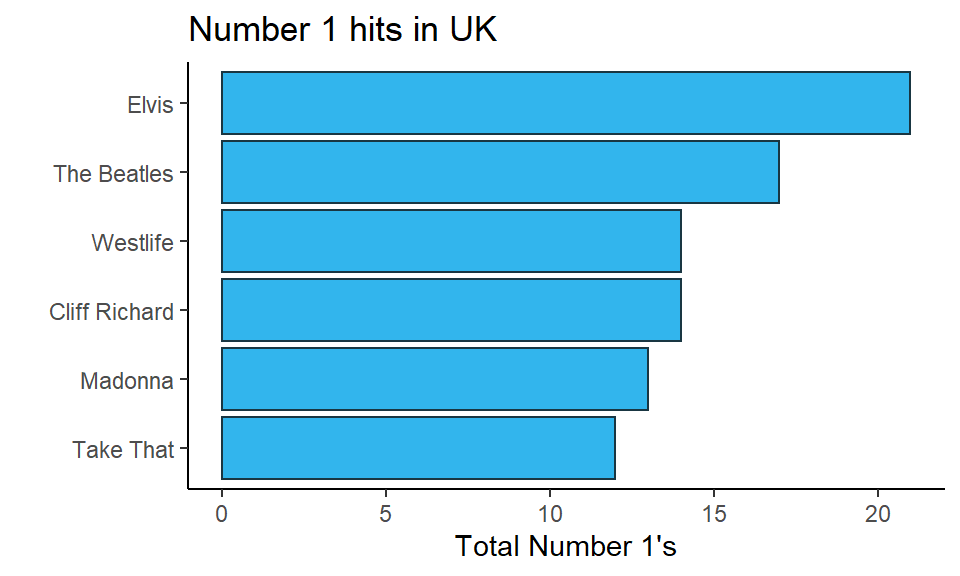 Number 1 hits in UK
Elvis
The Beatles
Westlife
Cliff Richard
Madonna
Take That
0 5 10 15 20
Total Number 1's